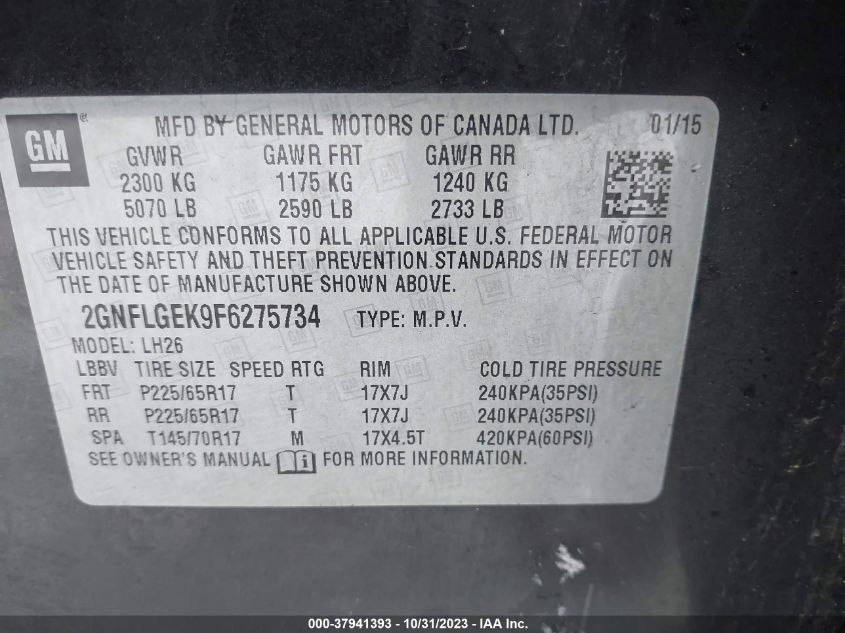 GM ® MFD BY GENERAL MOTORS OF CANADA LTD. 01/15
GVWR GAWR FRT GAWR RR
2300 KG 1175 KG 1240 KG
5070 LB 2590 LB 2733 LB
THIS VEHICLE CONFORMS TO ALL APPLICABLE U.S. FEDERAL MOTOR
VEHICLE SAFETY AND THEFT PREVENTION STANDARDS IN EFFECT ON
THE DATE OF MANUFACTURE SHOWN ABOVE.
2GNFLGEK9F6275734 TYPE: M.P.V.
MODEL: LH26
LBBV TIRE SIZE SPEED RTG RIM COLD TIRE PRESSURE
FRT P225/65R17 T 17X7J 240KPA(35PSI)
RR P225/65R17 T 17X7J 240KPA(35PSI)
SPA T145/70R17 M 17X4.5T 420KPA(60PSI)
SEE OWNER'S MANUAL i FOR MORE INFORMATION.
000-37941393 - 10/31/2023 - Copyright © 2023 IAA, Inc.